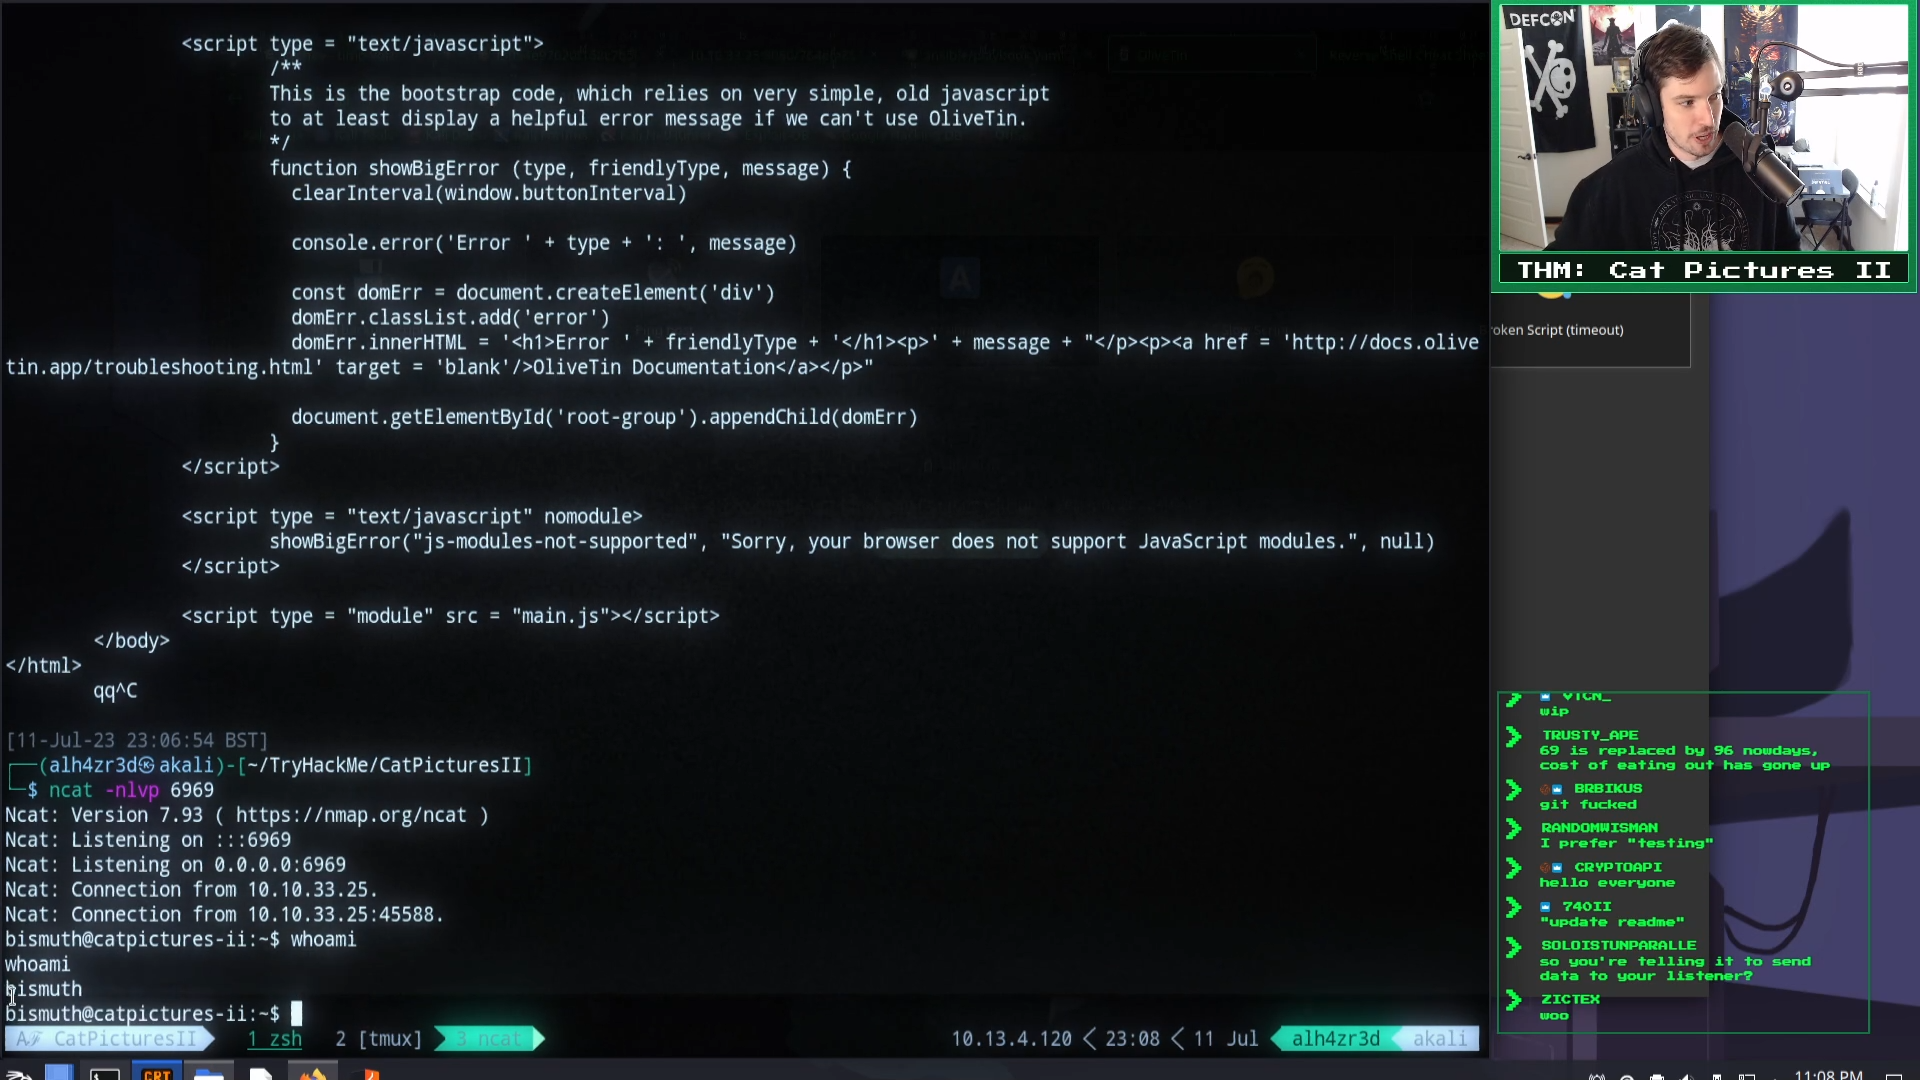 <script type = "text/javascript">
/**
This is the bootstrap code, which relies on very simple, old javascript
to at least display a helpful error message if we can't use OliveTin.
*/
function showBigError (type, friendlyType, message) {
clearInterval(window.buttonInterval)
console.error('Error ' + type + ': ', message)
const domErr = document.createElement('div')
domErr.classList.add('error')
domErr.innerHTML = '<h1>Error ' + friendlyType + '</h1><p>' + message + "</p><p><a href = 'http://docs.olive
tin.app/troubleshooting.html' target = 'blank'/>OliveTin Documentation</a></p>"
document.getElementById('root-group').appendChild(domErr)
}
</script>
<script type = "text/javascript" nomodule>
showBigError("js-modules-not-supported", "Sorry, your browser does not support JavaScript modules.", null)
</script>
<script type = "module" src = "main.js"></script>
</body>
</html>
qq^C
[11-Jul-23 23:06:54 BST]
(alh4zr3d㉿akali)-[~/TryHackMe/CatPicturesII]
$ ncat -nlvp 6969
Ncat: Version 7.93 ( https://nmap.org/ncat )
Ncat: Listening on :::6969
Ncat: Listening on 0.0.0.0:6969
Ncat: Connection from 10.10.33.25.
Ncat: Connection from 10.10.33.25:45588.
bismuth@catpictures-ii:~$ whoami
whoami
bismuth
bismuth@catpictures-ii:~$
CatPicturesII 1 zsh 2 [tmux] 3 ncat 10.13.4.120 < 23:08 < 11 Jul alh4zr3d akali
DEFCON
THM: Cat Pictures II
roken Script (timeout)
VTCN_
wip
TRUSTY_APE
69 is replaced by 96 nowdays,
cost of eating out has gone up
BRBIKUS
git fucked
RANDOMWISMAN
I prefer "testing"
CRYPTOAPI
hello everyone
740II
"update readme"
SOLOISTUNPARALLE
so you're telling it to send
data to your listener?
ZICTEX
woo
CRT
11:08 PM